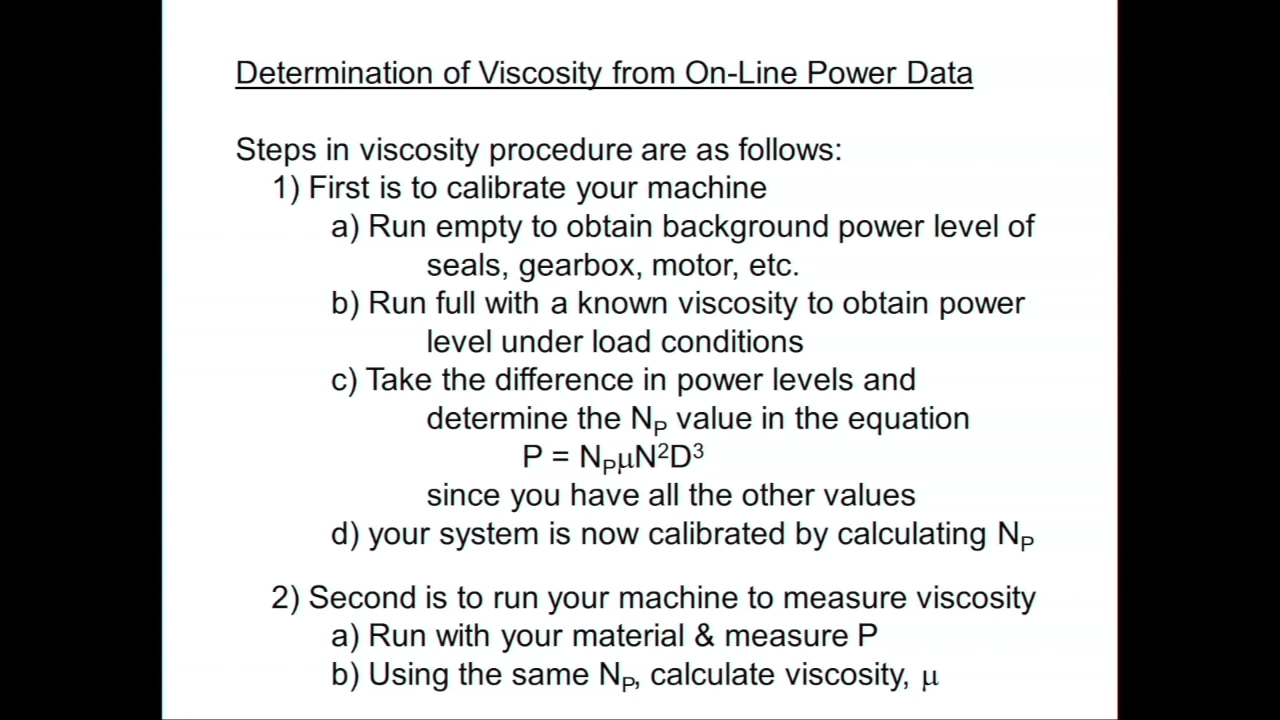 Determination of Viscosity from On-Line Power Data
Steps in viscosity procedure are as follows:
1) First is to calibrate your machine
a) Run empty to obtain background power level of
seals, gearbox, motor, etc.
b) Run full with a known viscosity to obtain power
level under load conditions
c) Take the difference in power levels and
determine the Nₚ value in the equation
P = NₚμN²D³
since you have all the other values
d) your system is now calibrated by calculating Nₚ
2) Second is to run your machine to measure viscosity
a) Run with your material & measure P
b) Using the same Nₚ, calculate viscosity, μ